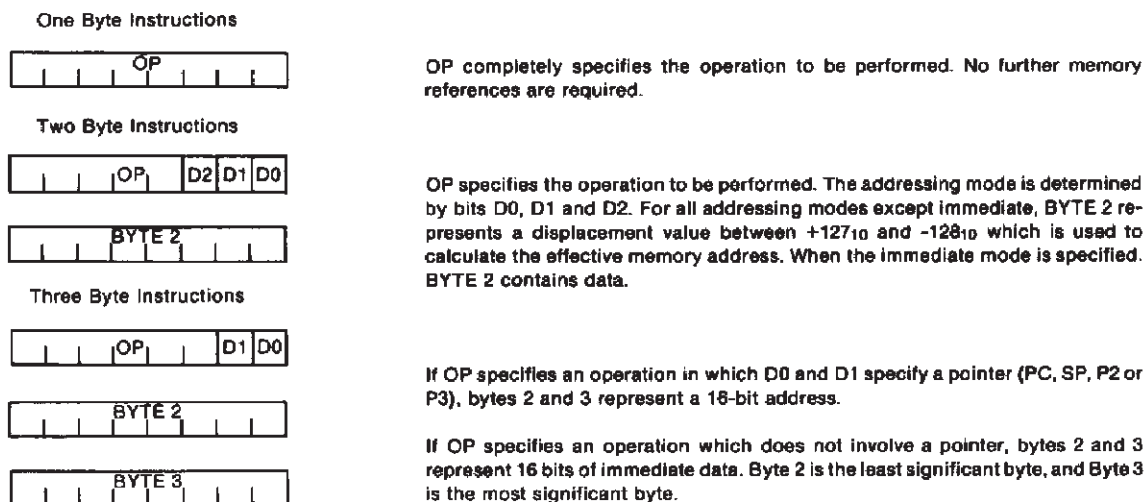 One Byte Instructions
OP
OP completely specifies the operation to be performed. No further memory
references are required.
Two Byte Instructions
OP D2 D1 D0
BYTE 2
OP specifies the operation to be performed. The addressing mode is determined
by bits D0, D1 and D2. For all addressing modes except immediate, BYTE 2 re-
presents a displacement value between +127₁₀ and -128₁₀ which is used to
calculate the effective memory address. When the immediate mode is specified.
BYTE 2 contains data.
Three Byte Instructions
OP D1 D0
BYTE 2
BYTE 3
If OP specifies an operation in which D0 and D1 specify a pointer (PC, SP, P2 or
P3), bytes 2 and 3 represent a 16-bit address.
If OP specifies an operation which does not involve a pointer, bytes 2 and 3
represent 16 bits of immediate data. Byte 2 is the least significant byte, and Byte 3
is the most significant byte.